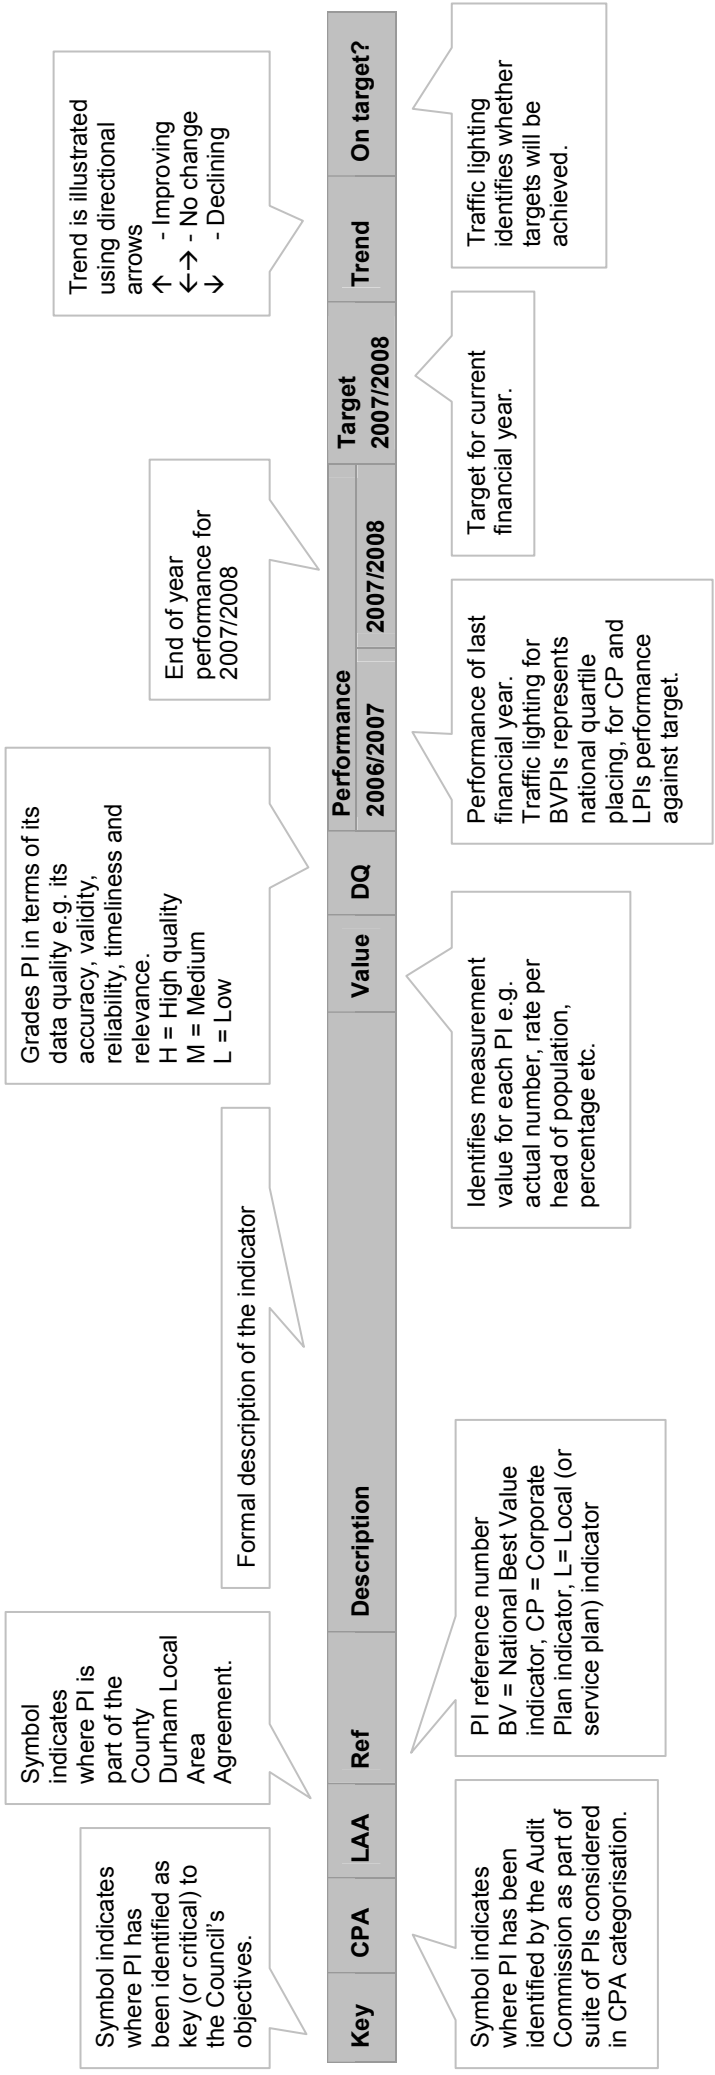 Symbol indicates
where PI has
been identified as
key (or critical) to
the Council's
objectives.
Symbol
indicates
where PI is
part of the
County
Durham Local
Area
Agreement.
Formal description of the indicator
Grades PI in terms of its
data quality e.g. its
accuracy, validity,
reliability, timeliness and
relevance.
H = High quality
M = Medium
L = Low
End of year
performance for
2007/2008
Trend is illustrated
using directional
arrows
↑ - Improving
←→ - No change
↓ - Declining
Key CPA LAA Ref Description Value DQ Performance Target 2007/2008 Trend On target?
2006/2007 2007/2008
Symbol indicates
where PI has been
identified by the Audit
Commission as part of
suite of PIs considered
in CPA categorisation.
PI reference number
BV = National Best Value
indicator, CP = Corporate
Plan indicator, L= Local (or
service plan) indicator
Identifies measurement
value for each PI e.g.
actual number, rate per
head of population,
percentage etc.
Performance of last
financial year.
Traffic lighting for
BVPIs represents
national quartile
placing, for CP and
LPIs performance
against target.
Target for current
financial year.
Traffic lighting
identifies whether
targets will be
achieved.